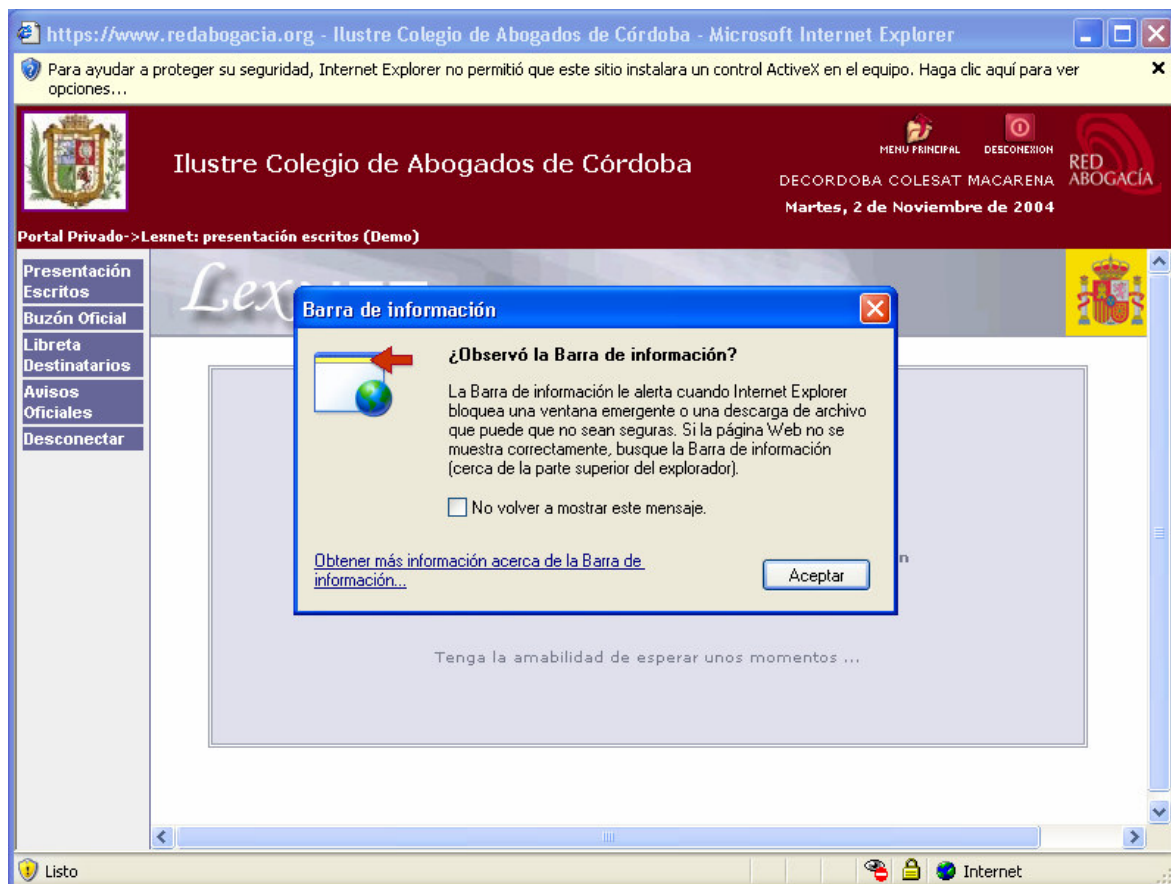 https://www.redabogacia.org - Ilustre Colegio de Abogados de Córdoba - Microsoft Internet Explorer
Para ayudar a proteger su seguridad, Internet Explorer no permitió que este sitio instalara un control ActiveX en el equipo. Haga clic aquí para ver
opciones...
Ilustre Colegio de Abogados de Córdoba
MENU PRINCIPAL
DESCONEXION
RED
ABOGACÍA
DECORDOBA COLESAT MACARENA
Martes, 2 de Noviembre de 2004
Portal Privado->Lexnet: presentación escritos (Demo)
Presentación
Escritos
Buzón Oficial
Libreta
Destinatarios
Avisos
Oficiales
Desconectar
Lex
Barra de información
¿Observó la Barra de información?
La Barra de información le alerta cuando Internet Explorer
bloquea una ventana emergente o una descarga de archivo
que puede que no sean seguras. Si la página Web no se
muestra correctamente, busque la Barra de información
(cerca de la parte superior del explorador).
No volver a mostrar este mensaje.
Obtener más información acerca de la Barra de
información...
Aceptar
n
Tenga la amabilidad de esperar unos momentos ...
Listo
Internet